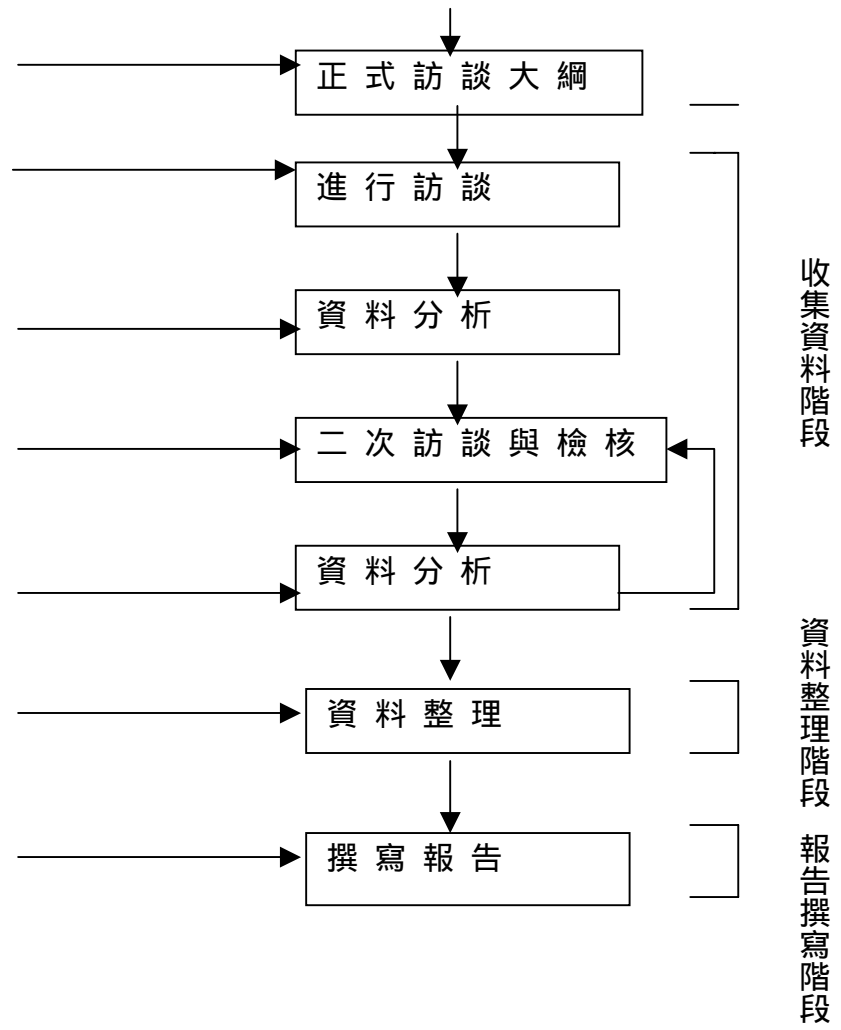 正式訪談大綱
進行訪談
資料分析
二次訪談與檢核
資料分析
資料整理
撰寫報告
收集資料階段
資料整理階段
報告撰寫階段